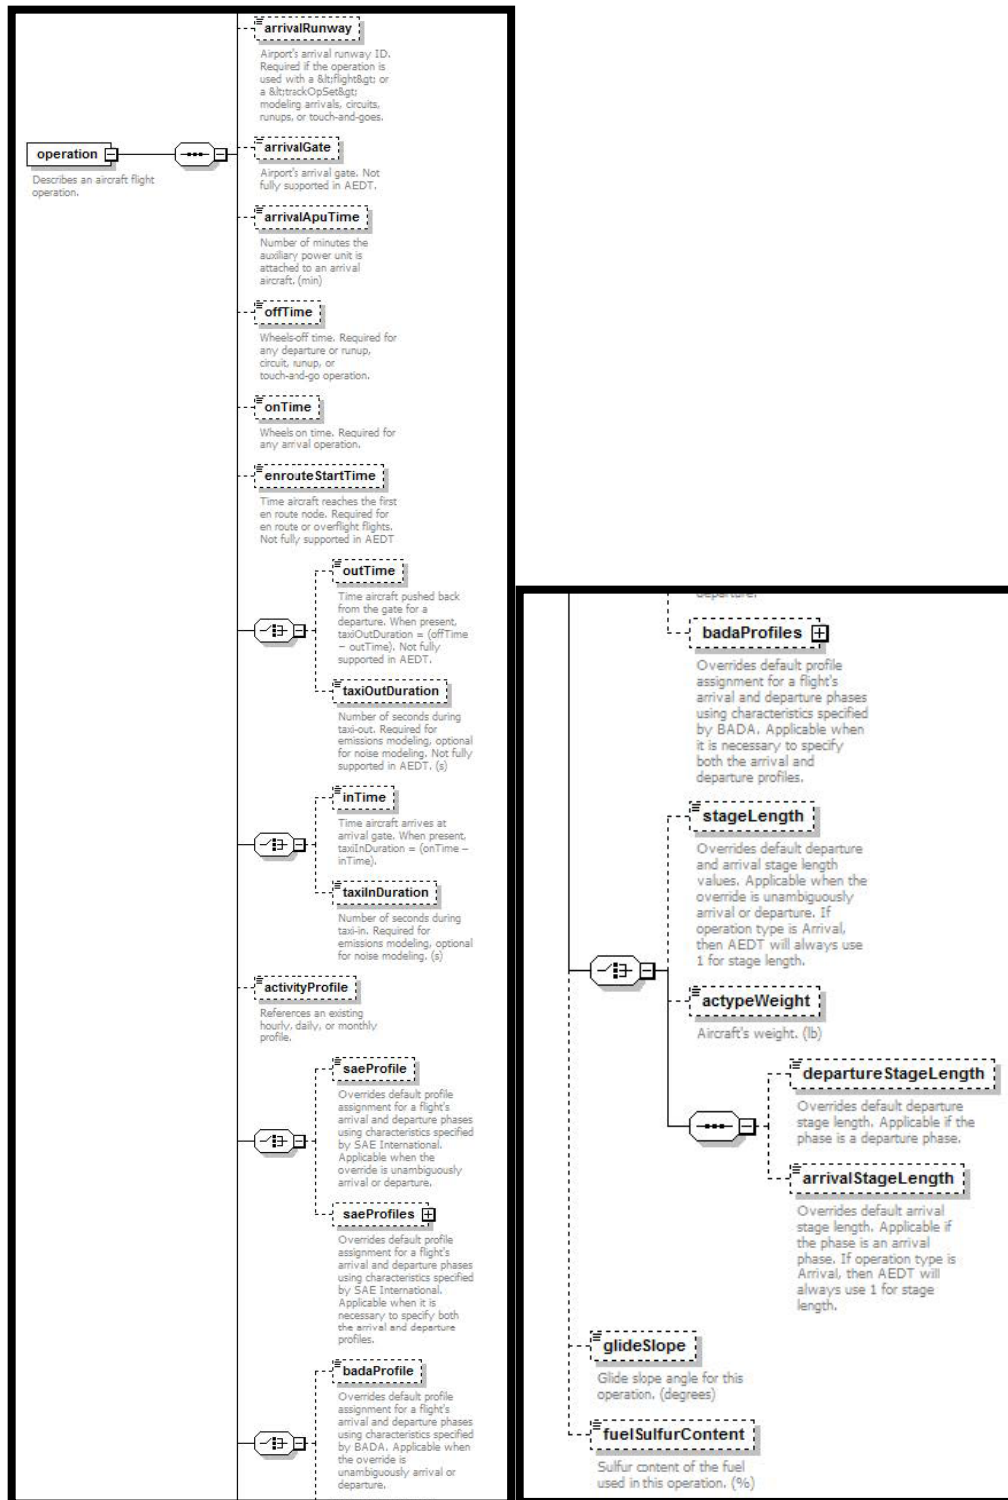 arrivalRunway
Airport's arrival runway ID.
Required if the operation is
used with a &lt;flight&gt; or
a &lt;trackOpSet&gt;
modeling arrivals, circuits,
runups, or touch-and-goes.
operation
Describes an aircraft flight
operation.
arrivalGate
Airport's arrival gate. Not
fully supported in AEDT.
arrivalApuTime
Number of minutes the
auxiliary power unit is
attached to an arrival
aircraft. (min)
offTime
Wheels-off time. Required for
any departure or runup,
circuit, runup, or
touch-and-go operation.
onTime
Wheels on time. Required for
any arrival operation.
enrouteStartTime
Time aircraft reaches the first
en route node. Required for
en route or overflight flights.
Not fully supported in AEDT
outTime
Time aircraft pushed back
from the gate for a
departure. When present,
taxiOutDuration = (offTime
– outTime). Not fully
supported in AEDT.
taxiOutDuration
Number of seconds during
taxi-out. Required for
emissions modeling, optional
for noise modeling. Not fully
supported in AEDT. (s)
inTime
Time aircraft arrives at
arrival gate. When present,
taxiInDuration = (onTime –
inTime).
taxiInDuration
Number of seconds during
taxi-in. Required for
emissions modeling, optional
for noise modeling. (s)
activityProfile
References an existing
hourly, daily, or monthly
profile.
saeProfile
Overrides default profile
assignment for a flight's
arrival and departure phases
using characteristics specified
by SAE International.
Applicable when the
override is unambiguously
arrival or departure.
saeProfiles
Overrides default profile
assignment for a flight's
arrival and departure phases
using characteristics specified
by SAE International.
Applicable when it is
necessary to specify both
the arrival and departure
profiles.
badaProfile
Overrides default profile
assignment for a flight's
arrival and departure phases
using characteristics specified
by BADA. Applicable when
the override is
unambiguously arrival or
departure.
departure.
badaProfiles
Overrides default profile
assignment for a flight's
arrival and departure phases
using characteristics specified
by BADA. Applicable when
it is necessary to specify
both the arrival and
departure profiles.
stageLength
Overrides default departure
and arrival stage length
values. Applicable when the
override is unambiguously
arrival or departure. If
operation type is Arrival,
then AEDT will always use
1 for stage length.
actypeWeight
Aircraft's weight. (lb)
departureStageLength
Overrides default departure
stage length. Applicable if the
phase is a departure phase.
arrivalStageLength
Overrides default arrival
stage length. Applicable if
the phase is an arrival
phase. If operation type is
Arrival, then AEDT will
always use 1 for stage
length.
glideSlope
Glide slope angle for this
operation. (degrees)
fuelSulfurContent
Sulfur content of the fuel
used in this operation. (%)